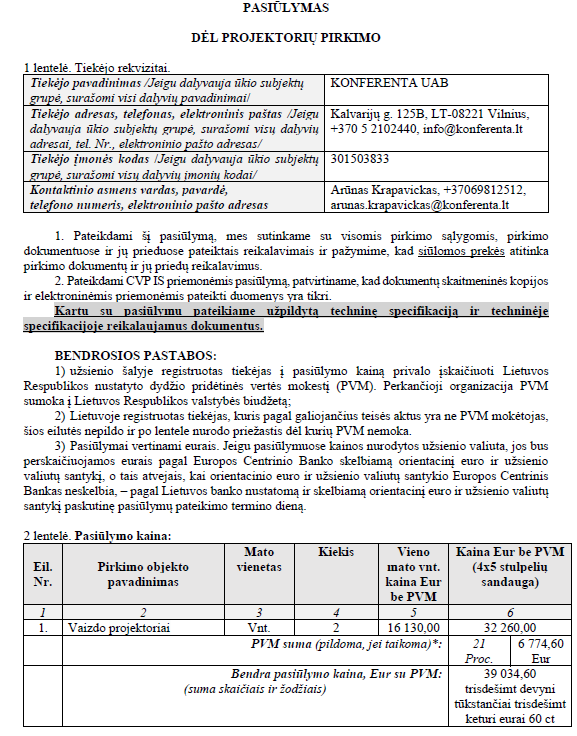 PASIŪLYMAS
DĖL PROJEKTORIŲ PIRKIMO
1 lentelė. Tiekėjo rekvizitai.
Tiekėjo pavadinimas /Jeigu dalyvauja ūkio subjektų
grupė, surašomi visi dalyvių pavadinimai/
KONFERENTA UAB
Tiekėjo adresas, telefonas, elektroninis paštas /Jeigu
dalyvauja ūkio subjektų grupė, surašomi visų dalyvių
adresai, tel. Nr., elektroninio pašto adresas/
Kalvarijų g. 125B, LT-08221 Vilnius,
+370 5 2102440, info@konferenta.lt
Tiekėjo įmonės kodas /Jeigu dalyvauja ūkio subjektų
grupė, surašomi visų dalyvių įmonių kodai/
301503833
Kontaktinio asmens vardas, pavardė,
telefono numeris, elektroninio pašto adresas
Arūnas Krapavickas, +37069812512,
arunas.krapavickas@konferenta.lt
1. Pateikdami šį pasiūlymą, mes sutinkame su visomis pirkimo sąlygomis, pirkimo
dokumentuose ir jų prieduose pateiktais reikalavimais ir pažymime, kad siūlomos prekės atitinka
pirkimo dokumentų ir jų priedų reikalavimus.
2. Pateikdami CVP IS priemonėmis pasiūlymą, patvirtiname, kad dokumentų skaitmeninės kopijos
ir elektroninėmis priemonėmis pateikti duomenys yra tikri.
Kartu su pasiūlymu pateikiame užpildytą techninę specifikaciją ir techninėje
specifikacijoje reikalaujamus dokumentus.
BENDROSIOS PASTABOS:
1) užsienio šalyje registruotas tiekėjas į pasiūlymo kainą privalo įskaičiuoti Lietuvos
Respublikos nustatyto dydžio pridėtinės vertės mokestį (PVM). Perkančioji organizacija PVM
sumoka į Lietuvos Respublikos valstybės biudžetą;
2) Lietuvoje registruotas tiekėjas, kuris pagal galiojančius teisės aktus yra ne PVM mokėtojas,
šios eilutės nepildo ir po lentele nurodo priežastis dėl kurių PVM nemoka.
3) Pasiūlymai vertinami eurais. Jeigu pasiūlymuose kainos nurodytos užsienio valiuta, jos bus
perskaičiuojamos eurais pagal Europos Centrinio Banko skelbiamą orientacinį euro ir užsienio
valiutų santykį, o tais atvejais, kai orientacinio euro ir užsienio valiutų santykio Europos Centrinis
Bankas neskelbia, – pagal Lietuvos banko nustatomą ir skelbiamą orientacinį euro ir užsienio valiutų
santykį paskutinę pasiūlymų pateikimo termino dieną.
2 lentelė. Pasiūlymo kaina:
Eil.
Nr.
Pirkimo objekto
pavadinimas
Mato
vienetas
Kiekis
Vieno
mato vnt.
kaina Eur
be PVM
Kaina Eur be PVM
(4x5 stulpelių
sandauga)
1 2 3 4 5 6
1. Vaizdo projektoriai Vnt. 2 16 130,00 32 260,00
PVM suma (pildoma, jei taikoma)*:
21
Proc.
6 774,60
Eur
Bendra pasiūlymo kaina, Eur su PVM:
(suma skaičiais ir žodžiais)
39 034,60
trisdešimt devyni
tūkstančiai trisdešimt
keturi eurai 60 ct